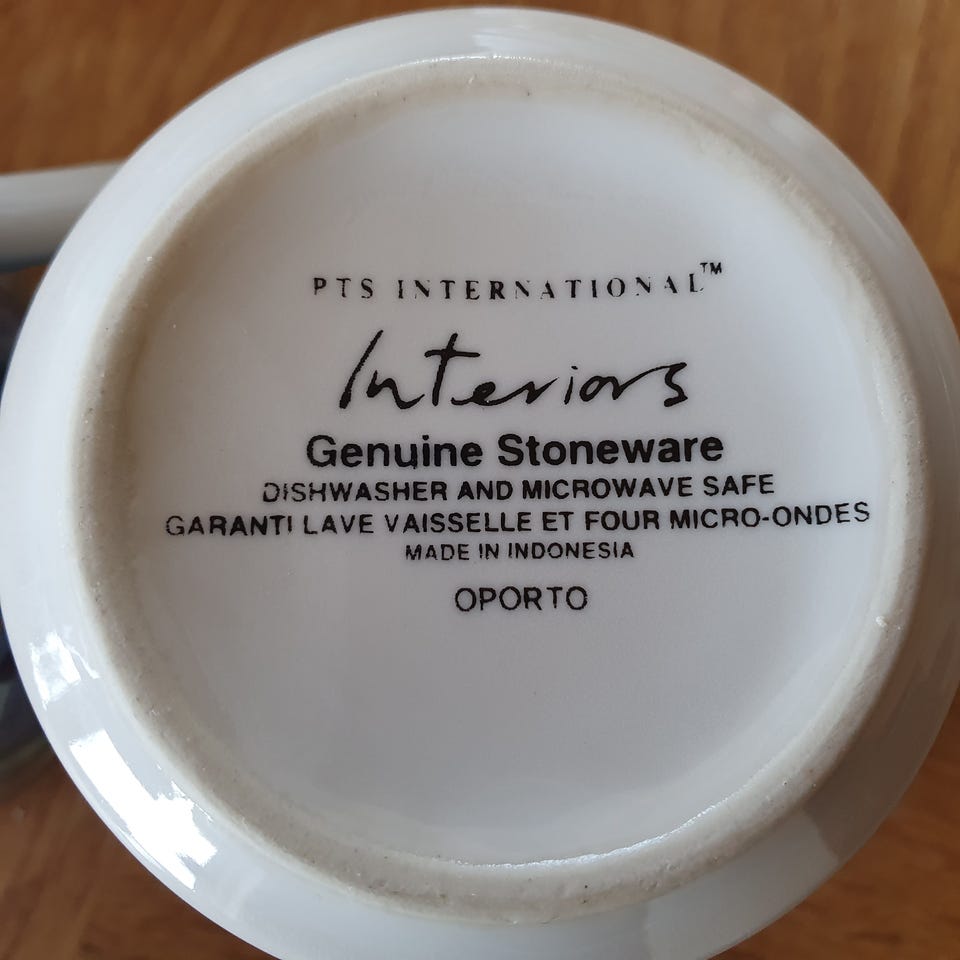 PTS INTERNATIONAL™
Interiors
Genuine Stoneware
DISHWASHER AND MICROWAVE SAFE
GARANTI LAVE VAISSELLE ET FOUR MICRO-ONDES
MADE IN INDONESIA
OPORTO